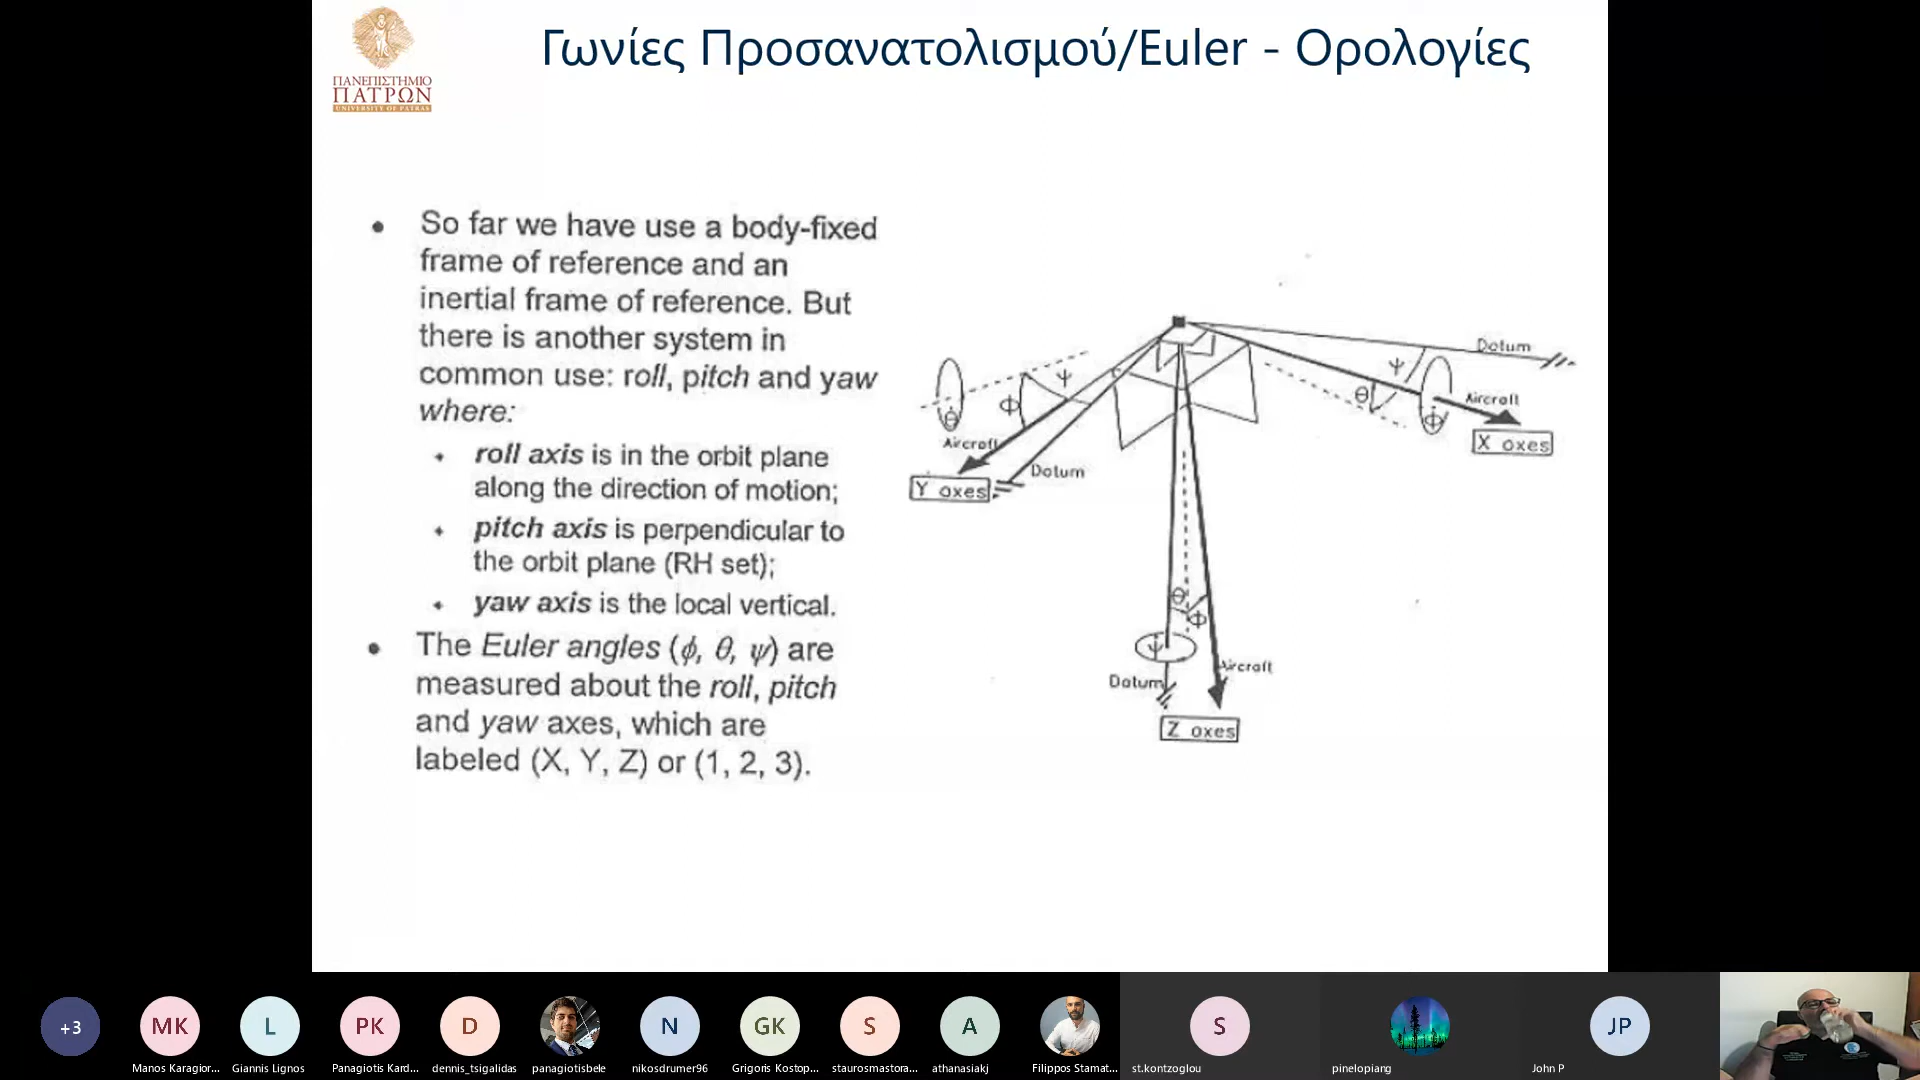 Γωνίες Προσανατολισμού/Euler - Ορολογίες
ΠΑΝΕΠΙΣΤΗΜΙΟ
ΠΑΤΡΩΝ
UNIVERSITY OF PATRAS
• So far we have use a body-fixed
frame of reference and an
inertial frame of reference. But
there is another system in
common use: roll, pitch and yaw
where:
• roll axis is in the orbit plane
along the direction of motion;
• pitch axis is perpendicular to
the orbit plane (RH set);
• yaw axis is the local vertical.
• The Euler angles (ϕ, θ, ψ) are
measured about the roll, pitch
and yaw axes, which are
labeled (X, Y, Z) or (1, 2, 3).
Datum
Ψ
Θ
Aircraft
Φ
X axes
Ψ
Φ
Θ
Aircraft
Datum
Y axes
Θ
Φ
Ψ
Aircraft
Datum
Z axes
+3
MK
L
PK
D
N
GK
S
A
S
JP
Manos Karagior...
Giannis Lignos
Panagiotis Kard...
dennis_tsigalidas
panagiotisbele
nikosdrumer96
Grigoris Kostop...
staurosmastora...
athanasiakj
Filippos Stamat...
st.kontzoglou
pinelopiang
John P